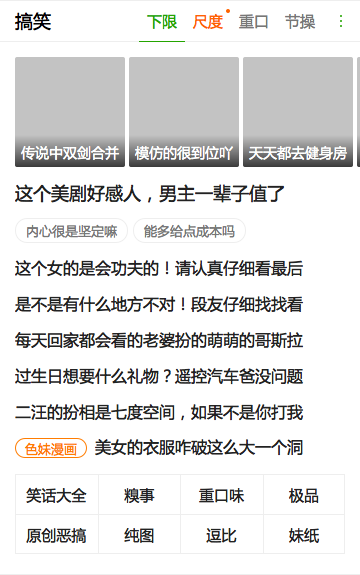 搞笑 下限 尺度 重口 节操
传说中双剑合并 模仿的很到位吖 天天都去健身房
这个美剧好感人，男主一辈子值了
内心很是坚定嘛 能多给点成本吗
这个女的是会功夫的！请认真仔细看最后
是不是有什么地方不对！段友仔细找找看
每天回家都会看的老婆扮的萌萌的哥斯拉
过生日想要什么礼物？遥控汽车爸没问题
二汪的扮相是七度空间，如果不是你打我
色妹漫画 美女的衣服咋破这么大一个洞
笑话大全 糗事 重口味 极品
原创恶搞 纯图 逗比 妹纸